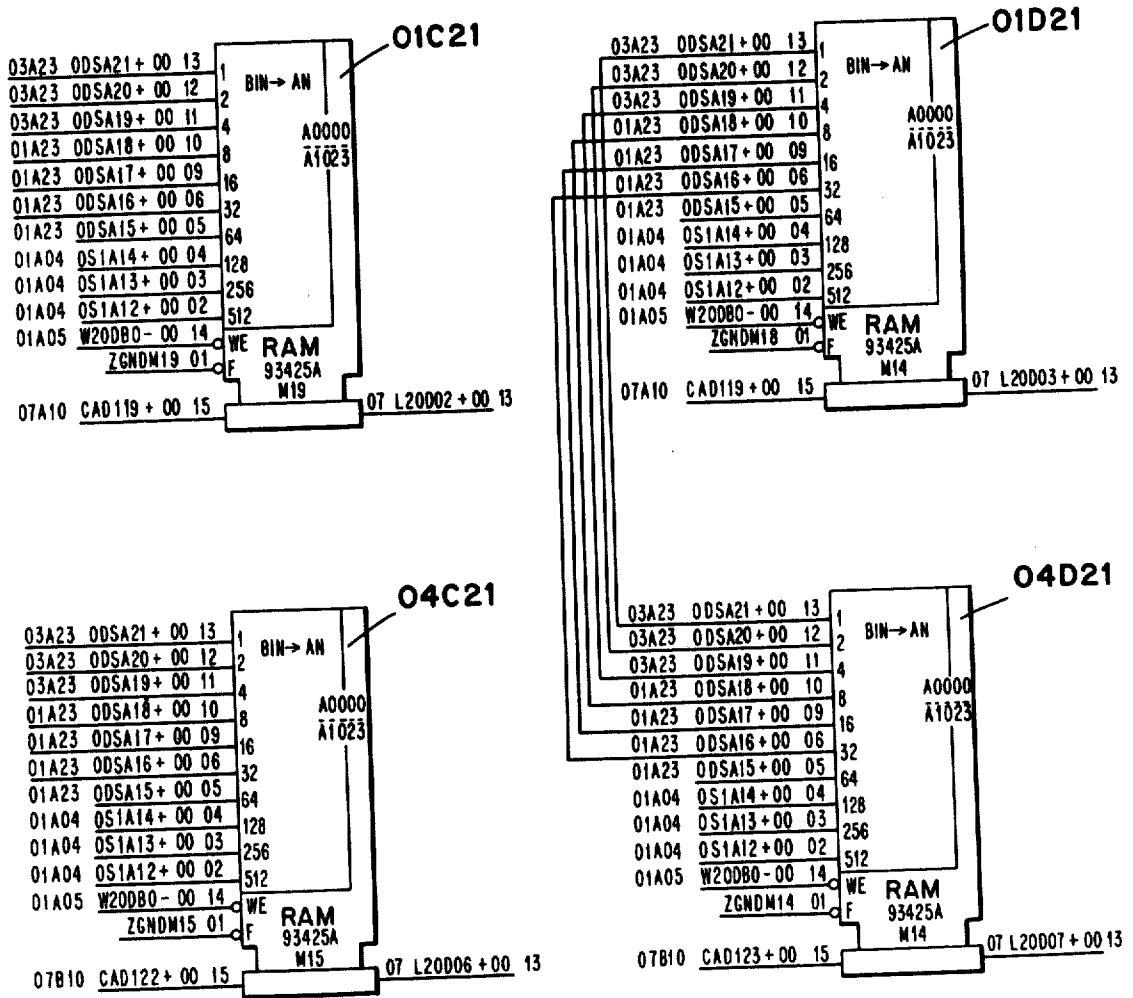 01C21
03A23 0DSA21+ 00 13 1
03A23 0DSA20+ 00 12 2
03A23 0DSA19+ 00 11 4
01A23 0DSA18+ 00 10 8
01A23 0DSA17+ 00 09 16
01A23 0DSA16+ 00 06 32
01A23 0DSA15+ 00 05 64
01A04 0S1A14+ 00 04 128
01A04 0S1A13+ 00 03 256
01A04 0S1A12+ 00 02 512
01A05 W20DB0- 00 14 WE
ZGNDM19 01 F
BIN→ AN
A0000
A1023
RAM
93425A
M19
07A10 CAD119+00 15
07 L20D02+00 13
01D21
03A23 0DSA21+00 13 1
03A23 0DSA20+00 12 2
03A23 0DSA19+00 11 4
01A23 0DSA18+00 10 8
01A23 0DSA17+00 09 16
01A23 0DSA16+00 06 32
01A23 0DSA15+00 05 64
01A04 0S1A14+00 04 128
01A04 0S1A13+00 03 256
01A04 0S1A12+00 02 512
01A05 W20DB0-00 14 WE
ZGNDM18 01 F
BIN→ AN
A0000
A1023
RAM
93425A
M14
07A10 CAD119+00 15
07 L20D03+00 13
04C21
03A23 0DSA21+ 00 13 1
03A23 0DSA20+ 00 12 2
03A23 0DSA19+ 00 11 4
01A23 0DSA18+ 00 10 8
01A23 0DSA17+00 09 16
01A23 0DSA16+ 00 06 32
01A23 0DSA15+ 00 05 64
01A04 0S1A14+00 04 128
01A04 0S1A13+ 00 03 256
01A04 0S1A12+00 02 512
01A05 W20DB0-00 14 WE
ZGNDM15 01 F
BIN→ AN
A0000
A1023
RAM
93425A
M15
07B10 CAD122+00 15
07 L20D06+00 13
04D21
03A23 0DSA21+00 13 1
03A23 0DSA20+00 12 2
03A23 0DSA19+00 11 4
01A23 0DSA18+00 10 8
01A23 0DSA17+00 09 16
01A23 0DSA16+00 06 32
01A23 0DSA15+00 05 64
01A04 0S1A14+00 04 128
01A04 0S1A13+00 03 256
01A04 0S1A12+00 02 512
01A05 W20DB0-00 14 WE
ZGNDM14 01 F
BIN→ AN
A0000
A1023
RAM
93425A
M14
07B10 CAD123+00 15
07 L20D07+00 13